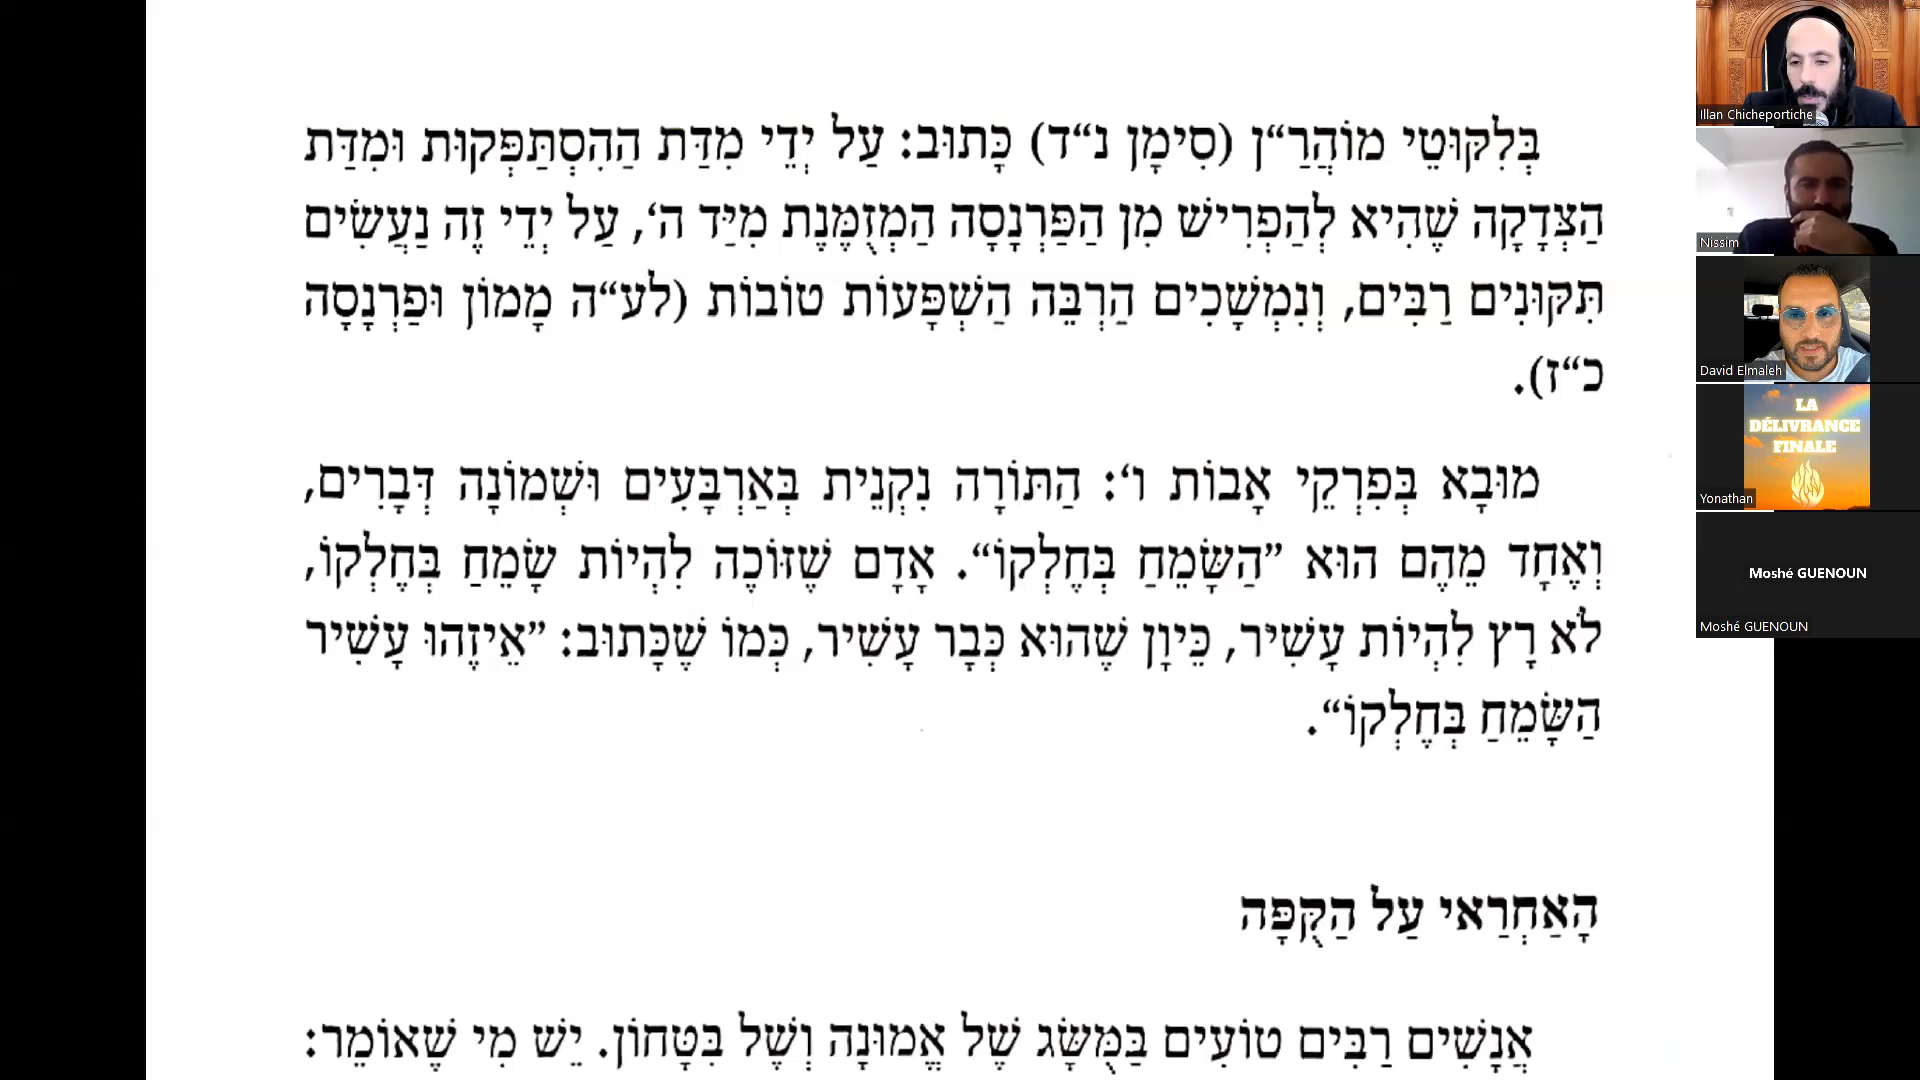 בְּלִקּוּטֵי מוֹהֲרַ״ן (סִימָן נ״ד) כָּתוּב: עַל יְדֵי מִדַּת הַהִסְתַּפְּקוּת וּמִדַּת
הַצְּדָקָה שֶׁהִיא לְהַפְרִישׁ מִן הַפַּרְנָסָה הַמְזֻמֶּנֶת מִיַּד ה׳, עַל יְדֵי זֶה נַעֲשִׂים
תִּקּוּנִים רַבִּים, וְנִמְשָׁכִים הַרְבֵּה הַשְׁפָּעוֹת טוֹבוֹת (לע״ה מָמוֹן וּפַרְנָסָה
כ״ז).
מוּבָא בְּפִרְקֵי אָבוֹת ו׳: הַתּוֹרָה נִקְנֵית בְּאַרְבָּעִים וּשְׁמוֹנָה דְּבָרִים,
וְאֶחָד מֵהֶם הוּא ״הַשָּׂמֵחַ בְּחֶלְקוֹ״. אָדָם שֶׁזּוֹכֶה לִהְיוֹת שָׂמֵחַ בְּחֶלְקוֹ,
לֹא רָץ לִהְיוֹת עָשִׁיר, כֵּיוָן שֶׁהוּא כְּבָר עָשִׁיר, כְּמוֹ שֶׁכָּתוּב: ״אֵיזֶהוּ עָשִׁיר
הַשָּׂמֵחַ בְּחֶלְקוֹ״.
הָאַחְרַאי עַל הַקֻּפָּה
אֲנָשִׁים רַבִּים טוֹעִים בַּמֻּשָּׂג שֶׁל אֱמוּנָה וְשֶׁל בִּטָּחוֹן. יֵשׁ מִי שֶׁאוֹמֵר:
Illan Chicheportiche
Nissim
David Elmaleh
LA
DÉLIVRANCE
FINALE
Yonathan
Moshé GUENOUN
Moshé GUENOUN